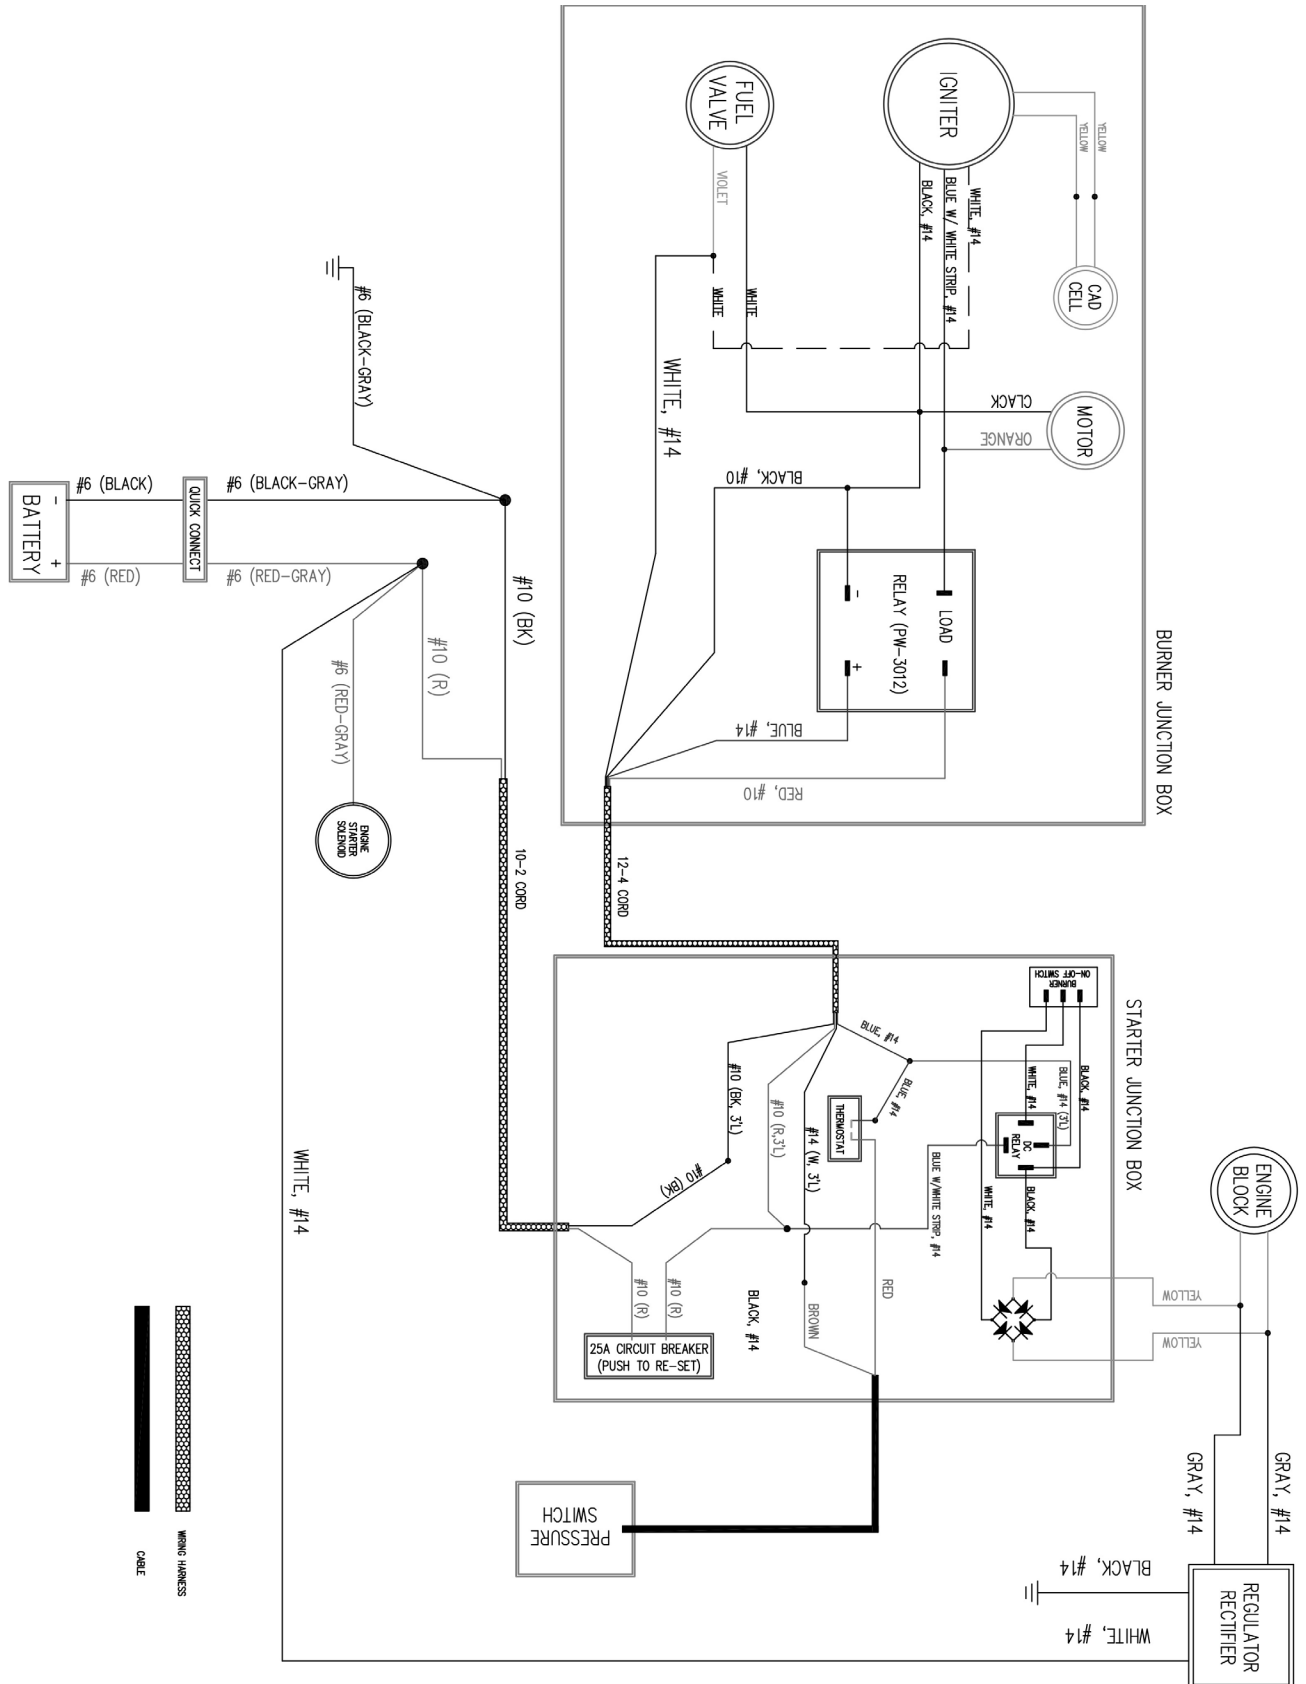 IGNITER
FUEL
VALVE
YELLOW
YELLOW
VIOLET
BLACK, #14
BLUE W/ WHITE STRIP, #14
WHITE, #14
CAD
CELL
WHITE
WHITE
#6 (BLACK-GRAY)
WHITE, #14
CLACK
ORANGE
MOTOR
BLACK, #10
#6 (BLACK)
#6 (BLACK-GRAY)
QUICK CONNECT
-
+
BATTERY
#6 (RED)
#6 (RED-GRAY)
#10 (BK)
#10 (R)
#6 (RED-GRAY)
LOAD
RELAY (PW-3012)
-
+
BLUE, #14
RED, #10
BURNER JUNCTION BOX
ENGINE
STARTER
SOLENOID
10-2 CORD
12-4 CORD
BURNER
ON-OFF SWITCH
STARTER JUNCTION BOX
BLUE, #14
BLUE, #14
WHITE, #14
BLUE, #14 (3'L)
BLACK, #14
#10 (BK, 3'L)
#10 (R,3'L)
#14 (W, 3'L)
THERMOSTAT
DC
RELAY
#10 (BK)
BLUE W/WHITE STRIP, #14
WHITE, #14
BLACK, #14
ENGINE
BLOCK
WHITE, #14
#10 (R)
#10 (R)
BLACK, #14
BROWN
RED
YELLOW
YELLOW
25A CIRCUIT BREAKER
(PUSH TO RE-SET)
PRESSURE
SWITCH
GRAY, #14
GRAY, #14
BLACK, #14
WHITE, #14
REGULATOR
RECTIFIER
WIRING HARNESS
CABLE